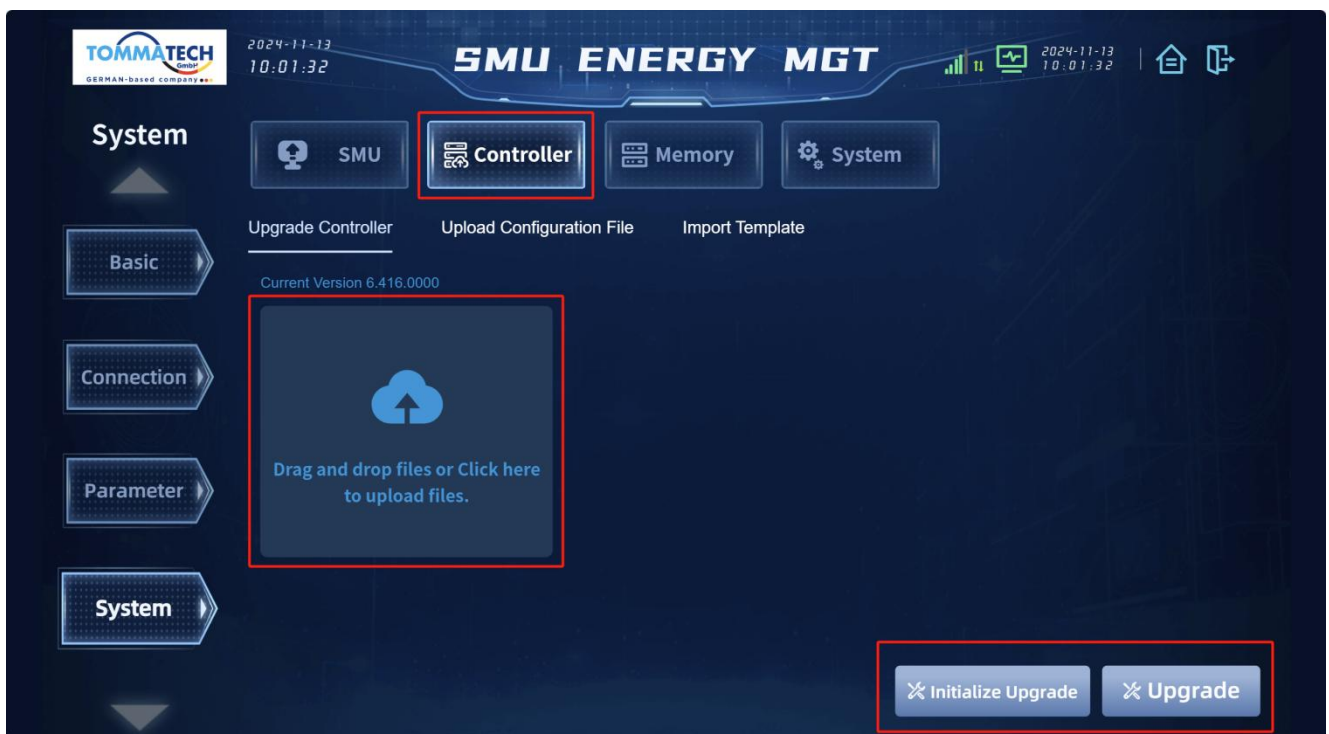 TOMMATECH
GmbH
GERMAN-based company
2024-11-13
10:01:32
SMU ENERGY MGT
2024-11-13
10:01:32
System
SMU
Controller
Memory
System
Upgrade Controller
Upload Configuration File
Import Template
Basic
Current Version 6.416.0000
Connection
Drag and drop files or Click here
to upload files.
Parameter
System
Initialize Upgrade
Upgrade